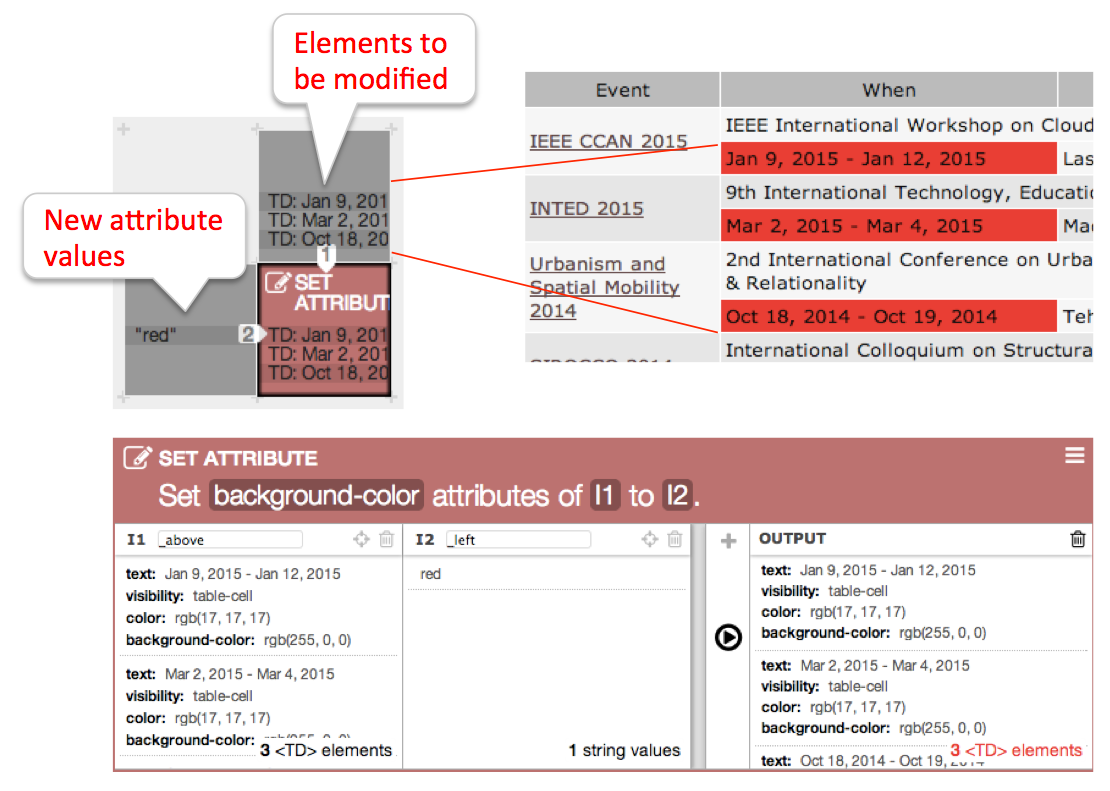 Elements to
be modified
Event When
IEEE CCAN 2015
IEEE International Workshop on Cloud
Jan 9, 2015 - Jan 12, 2015 Las
INTED 2015
9th International Technology, Educatio
Mar 2, 2015 - Mar 4, 2015 Ma
Urbanism and
Spatial Mobility
2014
2nd International Conference on Urba
& Relationality
Oct 18, 2014 - Oct 19, 2014 Teh
International Colloquium on Structura
New attribute
values
TD: Jan 9, 201
TD: Mar 2, 201
TD: Oct 18, 20
1
SET
ATTRIBUT
"red"
2
TD: Jan 9, 201
TD: Mar 2, 201
TD: Oct 18, 20
SET ATTRIBUTE
Set background-color attributes of I1 to I2.
I1 _above
text: Jan 9, 2015 - Jan 12, 2015
visibility: table-cell
color: rgb(17, 17, 17)
background-color: rgb(255, 0, 0)
text: Mar 2, 2015 - Mar 4, 2015
visibility: table-cell
color: rgb(17, 17, 17)
background-color:
3 <TD> elements
I2 _left
red
1 string values
OUTPUT
text: Jan 9, 2015 - Jan 12, 2015
visibility: table-cell
color: rgb(17, 17, 17)
background-color: rgb(255, 0, 0)
text: Mar 2, 2015 - Mar 4, 2015
visibility: table-cell
color: rgb(17, 17, 17)
background-color: rgb(255, 0, 0)
3 <TD> elements
text: Oct 18, 2014 - Oct 19,